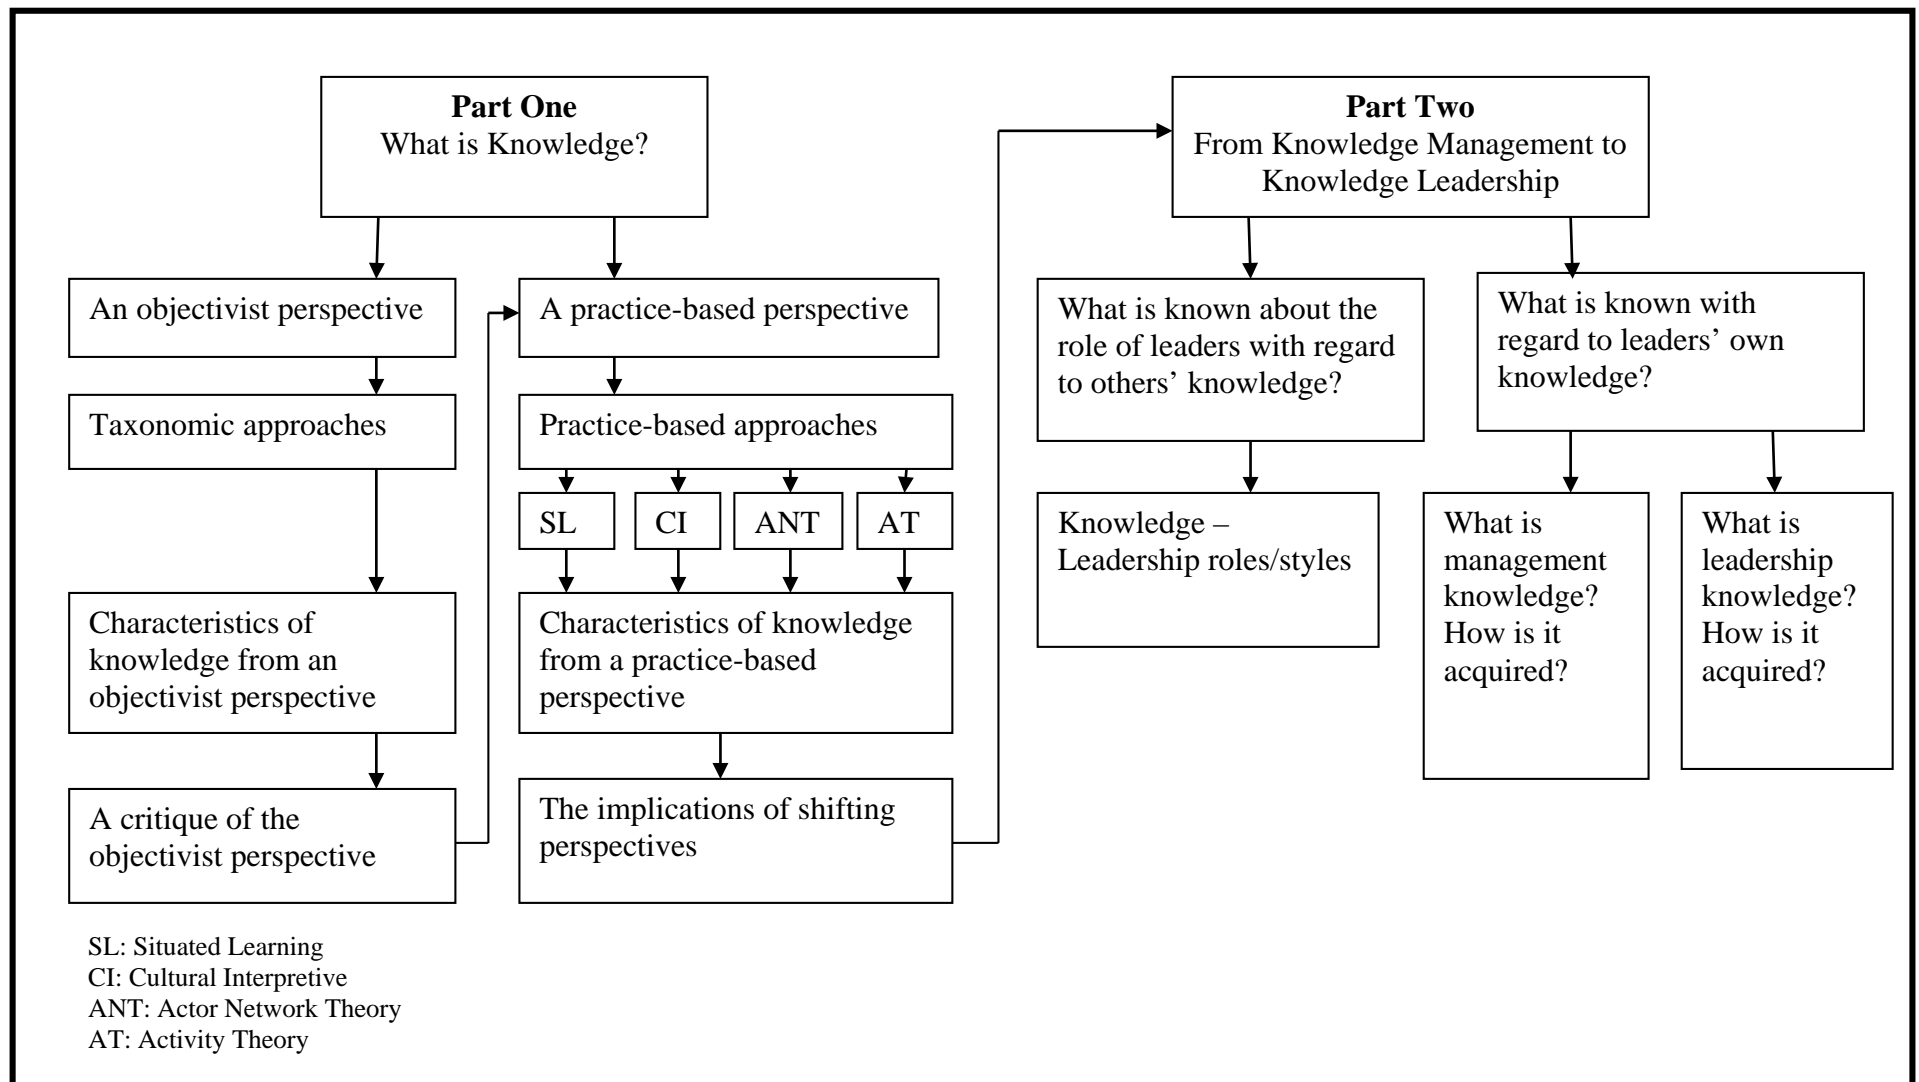 Part One
What is Knowledge?
An objectivist perspective
Taxonomic approaches
Characteristics of
knowledge from an
objectivist perspective
A critique of the
objectivist perspective
A practice-based perspective
Practice-based approaches
SL
CI
ANT
AT
Characteristics of knowledge
from a practice-based
perspective
The implications of shifting
perspectives
Part Two
From Knowledge Management to
Knowledge Leadership
What is known about the
role of leaders with regard
to others’ knowledge?
Knowledge –
Leadership roles/styles
What is known with
regard to leaders’ own
knowledge?
What is
management
knowledge?
How is it
acquired?
What is
leadership
knowledge?
How is it
acquired?
SL: Situated Learning
CI: Cultural Interpretive
ANT: Actor Network Theory
AT: Activity Theory